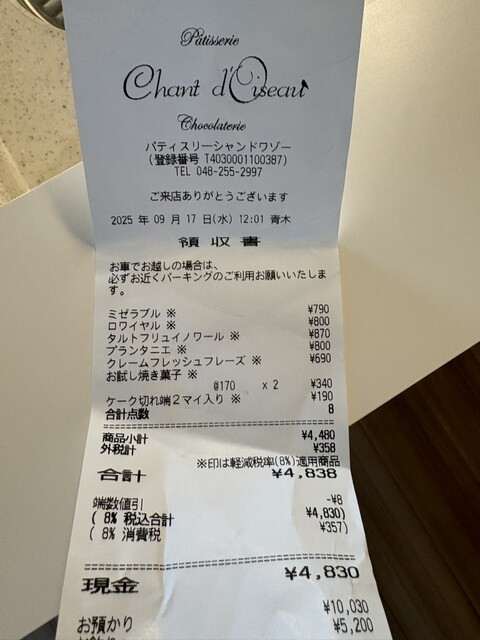 Pâtisserie
Chant d'Oiseau
Chocolaterie
パティスリーシャンドワゾー
(登録番号 T4030001100387)
TEL 048-255-2997
ご来店ありがとうございます
2025 年 09 月 17 日(水) 12:01 青木
領収書
お車でお越しの場合は、
必ずお近くパーキングのご利用お願いいたしま
す。
ミゼラブル ※ ¥790
ロワイヤル ※ ¥800
タルトフリュイノワール ※ ¥870
プランタニエ ※ ¥800
クレームフレッシュフレーズ ※ ¥690
お試し焼き菓子 ※
@170 x 2 ¥340
ケーク切れ端2マイ入り ※ ¥190
合計点数 8
商品小計 ¥4,480
外税計 ¥358
※印は軽減税率(8%)適用商品
合計 ¥4,838
端数値引 -¥8
( 8% 税込合計 ¥4,830)
( 8% 消費税 ¥357)
現金 ¥4,830
お預かり ¥10,030
¥5,200